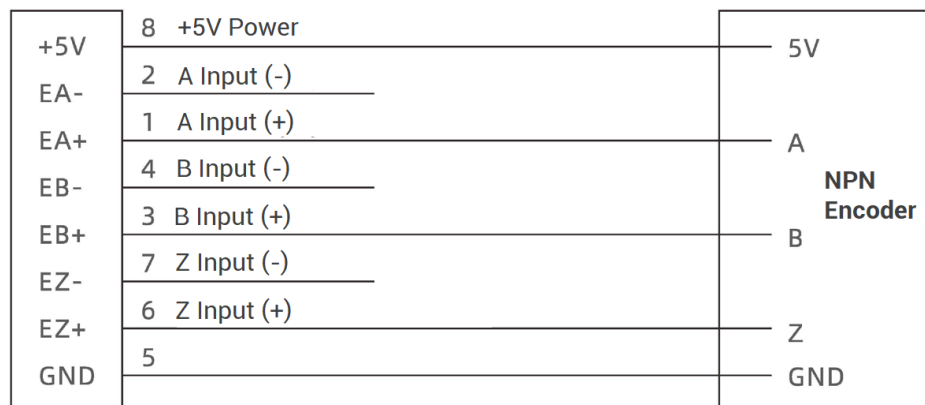 +5V 8 +5V Power 5V
EA- 2 A Input (-)
EA+ 1 A Input (+) A
EB- 4 B Input (-)
NPN
Encoder
EB+ 3 B Input (+) B
EZ- 7 Z Input (-)
EZ+ 6 Z Input (+) Z
GND 5 GND